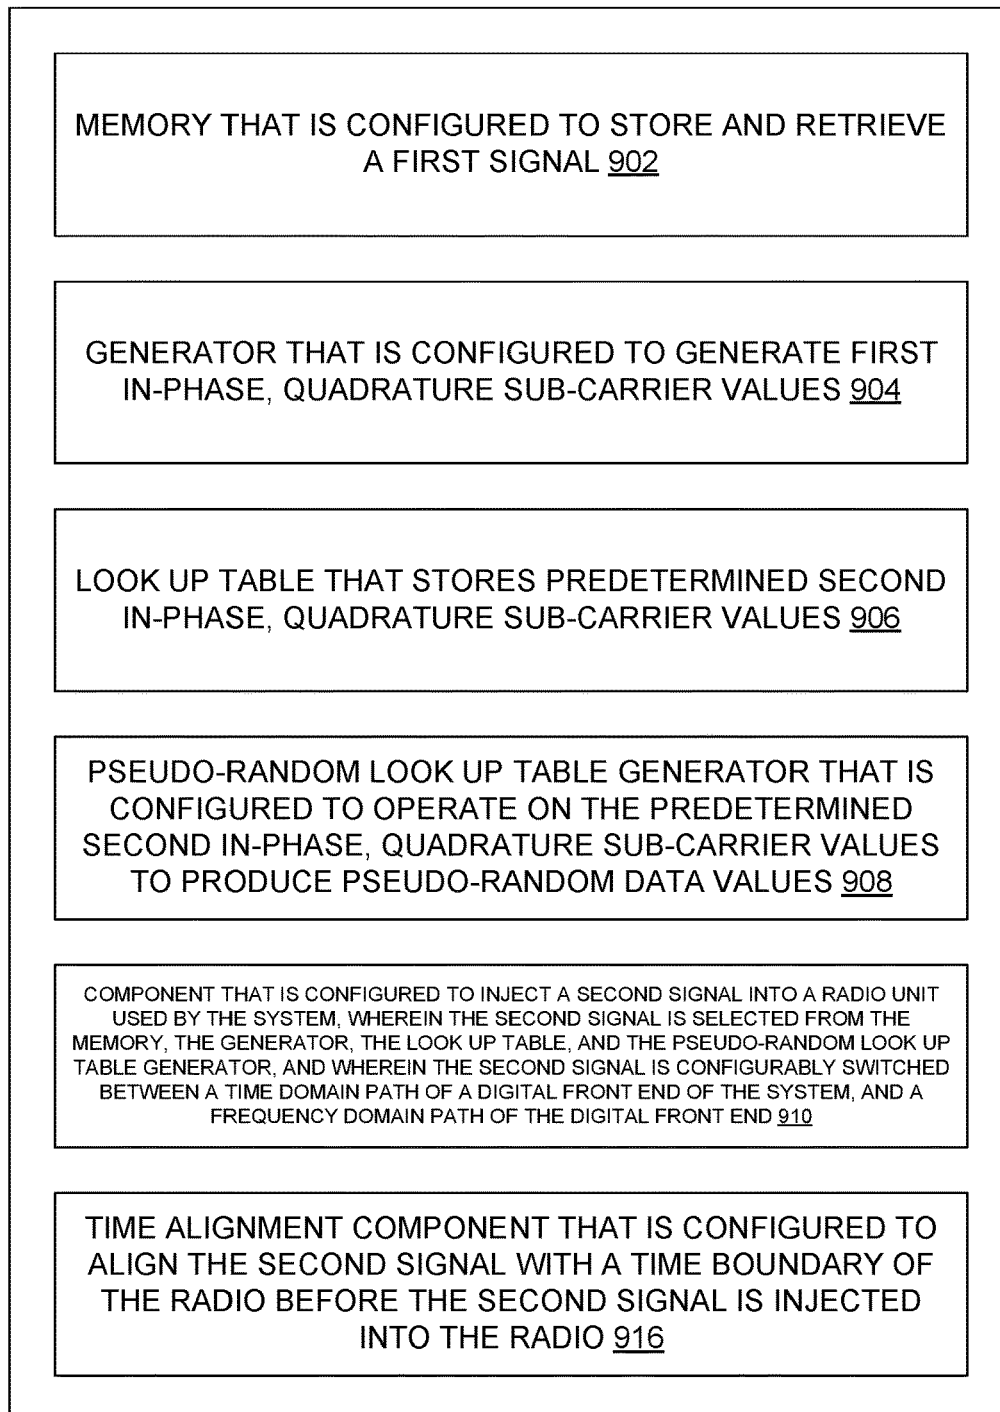 MEMORY THAT IS CONFIGURED TO STORE AND RETRIEVE
A FIRST SIGNAL 902
GENERATOR THAT IS CONFIGURED TO GENERATE FIRST
IN-PHASE, QUADRATURE SUB-CARRIER VALUES 904
LOOK UP TABLE THAT STORES PREDETERMINED SECOND
IN-PHASE, QUADRATURE SUB-CARRIER VALUES 906
PSEUDO-RANDOM LOOK UP TABLE GENERATOR THAT IS
CONFIGURED TO OPERATE ON THE PREDETERMINED
SECOND IN-PHASE, QUADRATURE SUB-CARRIER VALUES
TO PRODUCE PSEUDO-RANDOM DATA VALUES 908
COMPONENT THAT IS CONFIGURED TO INJECT A SECOND SIGNAL INTO A RADIO UNIT
USED BY THE SYSTEM, WHEREIN THE SECOND SIGNAL IS SELECTED FROM THE
MEMORY, THE GENERATOR, THE LOOK UP TABLE, AND THE PSEUDO-RANDOM LOOK UP
TABLE GENERATOR, AND WHEREIN THE SECOND SIGNAL IS CONFIGURABLY SWITCHED
BETWEEN A TIME DOMAIN PATH OF A DIGITAL FRONT END OF THE SYSTEM, AND A
FREQUENCY DOMAIN PATH OF THE DIGITAL FRONT END 910
TIME ALIGNMENT COMPONENT THAT IS CONFIGURED TO
ALIGN THE SECOND SIGNAL WITH A TIME BOUNDARY OF
THE RADIO BEFORE THE SECOND SIGNAL IS INJECTED
INTO THE RADIO 916